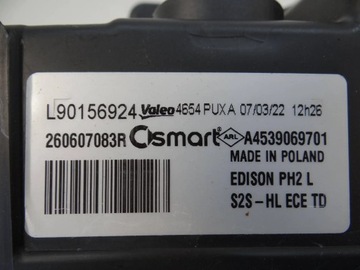 L90156924 Valeo 4654 PUXA 07/03/22 12h26
260607083R smart ARL A4539069701
MADE IN POLAND
EDISON PH2 L
S2S-HL ECE TD